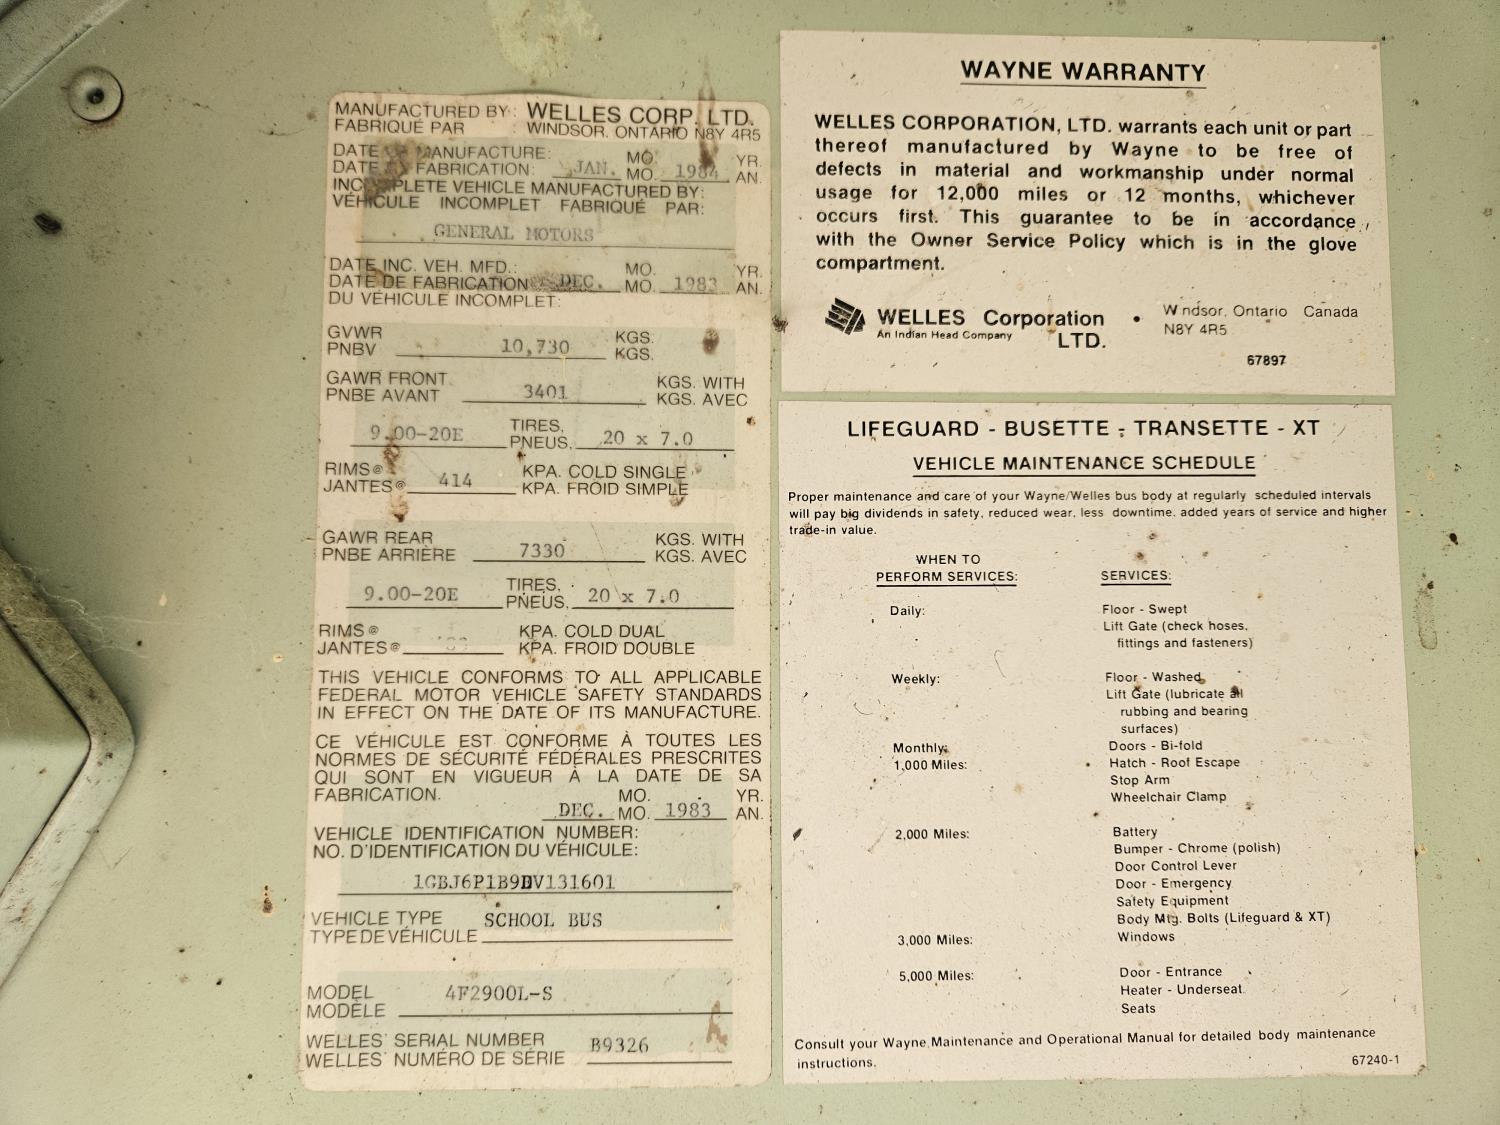 MANUFACTURED BY: WELLES CORP. LTD.
FABRIQUÉ PAR : WINDSOR, ONTARIO N8Y 4R5
DATE OF MANUFACTURE: MO. YR.
DATE DE FABRICATION: JAN. MO. 1984 AN.
INCOMPLETE VEHICLE MANUFACTURED BY:
VÉHICULE INCOMPLET FABRIQUÉ PAR:
GENERAL MOTORS
DATE INC. VEH. MFD.: MO. YR.
DATE DE FABRICATION DEC. MO. 1983 AN.
DU VÉHICULE INCOMPLET:
GVWR KGS.
PNBV 10,730 KGS.
GAWR FRONT KGS. WITH
PNBE AVANT 3401 KGS. AVEC
9.00-20E TIRES, PNEUS, 20 x 7.0
RIMS@ KPA. COLD SINGLE
JANTES@ 414 KPA. FROID SIMPLE
GAWR REAR KGS. WITH
PNBE ARRIÈRE 7330 KGS. AVEC
9.00-20E TIRES, PNEUS, 20 x 7.0
RIMS@ KPA. COLD DUAL
JANTES@ KPA. FROID DOUBLE
THIS VEHICLE CONFORMS TO ALL APPLICABLE
FEDERAL MOTOR VEHICLE SAFETY STANDARDS
IN EFFECT ON THE DATE OF ITS MANUFACTURE.
CE VÉHICULE EST CONFORME À TOUTES LES
NORMES DE SÉCURITÉ FÉDÉRALES PRESCRITES
QUI SONT EN VIGUEUR À LA DATE DE SA
FABRICATION. MO. YR.
DEC. MO. 1983 AN.
VEHICLE IDENTIFICATION NUMBER:
NO. D'IDENTIFICATION DU VÉHICULE:
1GBJ6P1B9DV131601
VEHICLE TYPE SCHOOL BUS
TYPE DE VÉHICULE
MODEL 4F2900L-S
MODÈLE
WELLES' SERIAL NUMBER B9326
WELLES' NUMÉRO DE SÉRIE
WAYNE WARRANTY
WELLES CORPORATION, LTD. warrants each unit or part
thereof manufactured by Wayne to be free of
defects in material and workmanship under normal
usage for 12,000 miles or 12 months, whichever
occurs first. This guarantee to be in accordance
with the Owner Service Policy which is in the glove
compartment.
WELLES Corporation LTD. • Windsor, Ontario Canada
An Indian Head Company N8Y 4R5
67897
LIFEGUARD - BUSETTE - TRANSETTE - XT
VEHICLE MAINTENANCE SCHEDULE
Proper maintenance and care of your Wayne/Welles bus body at regularly scheduled intervals
will pay big dividends in safety, reduced wear, less downtime, added years of service and higher
trade-in value.
WHEN TO
PERFORM SERVICES: SERVICES:
Daily: Floor - Swept
Lift Gate (check hoses,
fittings and fasteners)
Weekly: Floor - Washed
Lift Gate (lubricate all
rubbing and bearing
surfaces)
Monthly: Doors - Bi-fold
1,000 Miles: Hatch - Roof Escape
Stop Arm
Wheelchair Clamp
2,000 Miles: Battery
Bumper - Chrome (polish)
Door Control Lever
Door - Emergency
Safety Equipment
Body Mtg. Bolts (Lifeguard & XT)
3,000 Miles: Windows
5,000 Miles: Door - Entrance
Heater - Underseat
Seats
Consult your Wayne Maintenance and Operational Manual for detailed body maintenance
instructions. 67240-1